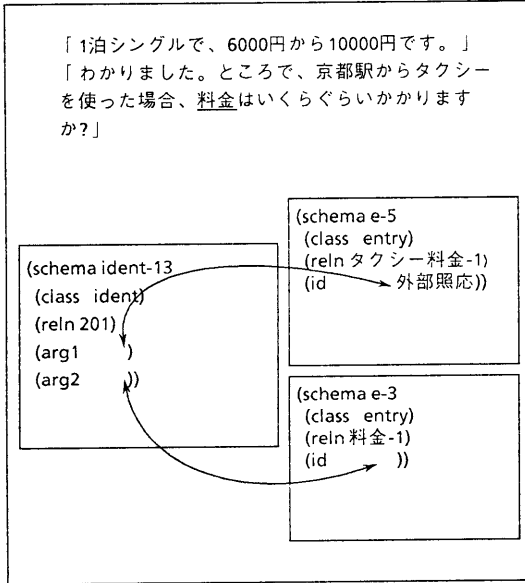 「1泊シングルで、6000円から10000円です。」
「わかりました。ところで、京都駅からタクシー
を使った場合、料金はいくらぐらいかかります
か?」
(schema ident-13
(class ident)
(reln 201)
(arg1 )
(arg2 ))
(schema e-5
(class entry)
(reln タクシー料金-1)
(id 外部照応))
(schema e-3
(class entry)
(reln 料金-1)
(id ))